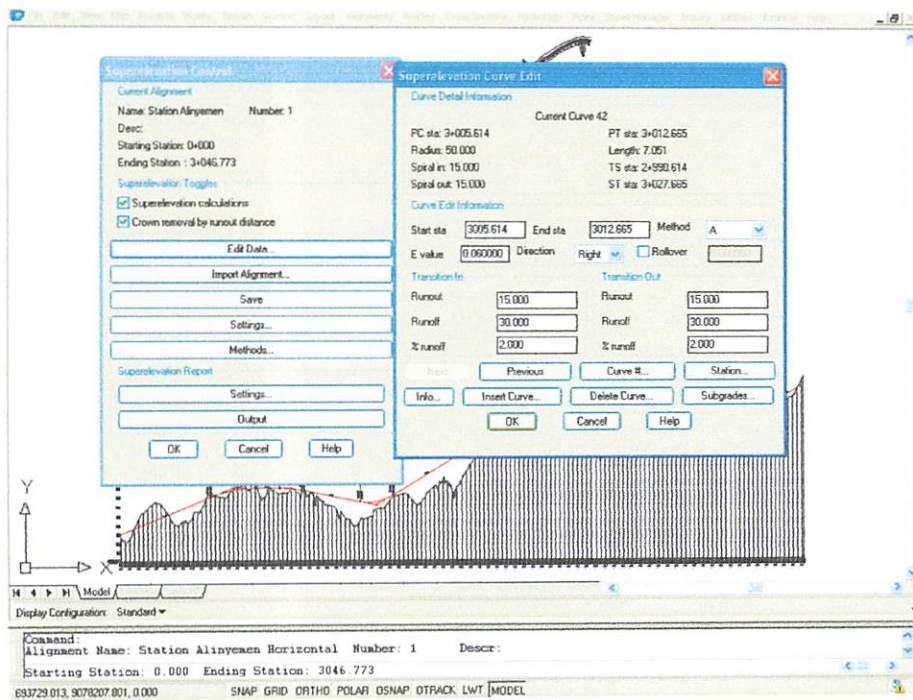 Superelevation Control
Current Alignment
Name: Station Alinyemen Number: 1
Desc:
Starting Station: 0+000
Ending Station : 3+046.773
Superelevation Toggles
Superelevation calculations
Crown removal by runout distance
Edit Data...
Import Alignment...
Save
Settings...
Methods...
Superelevation Report
Settings...
Output
OK Cancel Help
Superelevation Curve Edit
Curve Detail Information
Current Curve 42
PC sta: 3+005.614 PT sta: 3+012.665
Radius: 50.000 Length: 7.051
Spiral in: 15.000 TS sta: 2+990.614
Spiral out: 15.000 ST sta: 3+027.665
Curve Edit Information
Start sta 3005.614 End sta 3012.665 Method A
E value 0.060000 Direction Right Rollover
Transition In Transition Out
Runout 15.000 Runout 15.000
Runoff 30.000 Runoff 30.000
% runoff 2.000 % runoff 2.000
Next Previous Curve #... Station...
Info... Insert Curve... Delete Curve... Subgrades...
OK Cancel Help
Y
X
Model
Display Configuration: Standard
Command:
Alignment Name: Station Alinyemen Horizontal Number: 1 Descr:
Starting Station: 0.000 Ending Station: 3046.773
693729.013, 9078207.801, 0.000 SNAP GRID ORTHO POLAR OSNAP OTRACK LWT MODEL